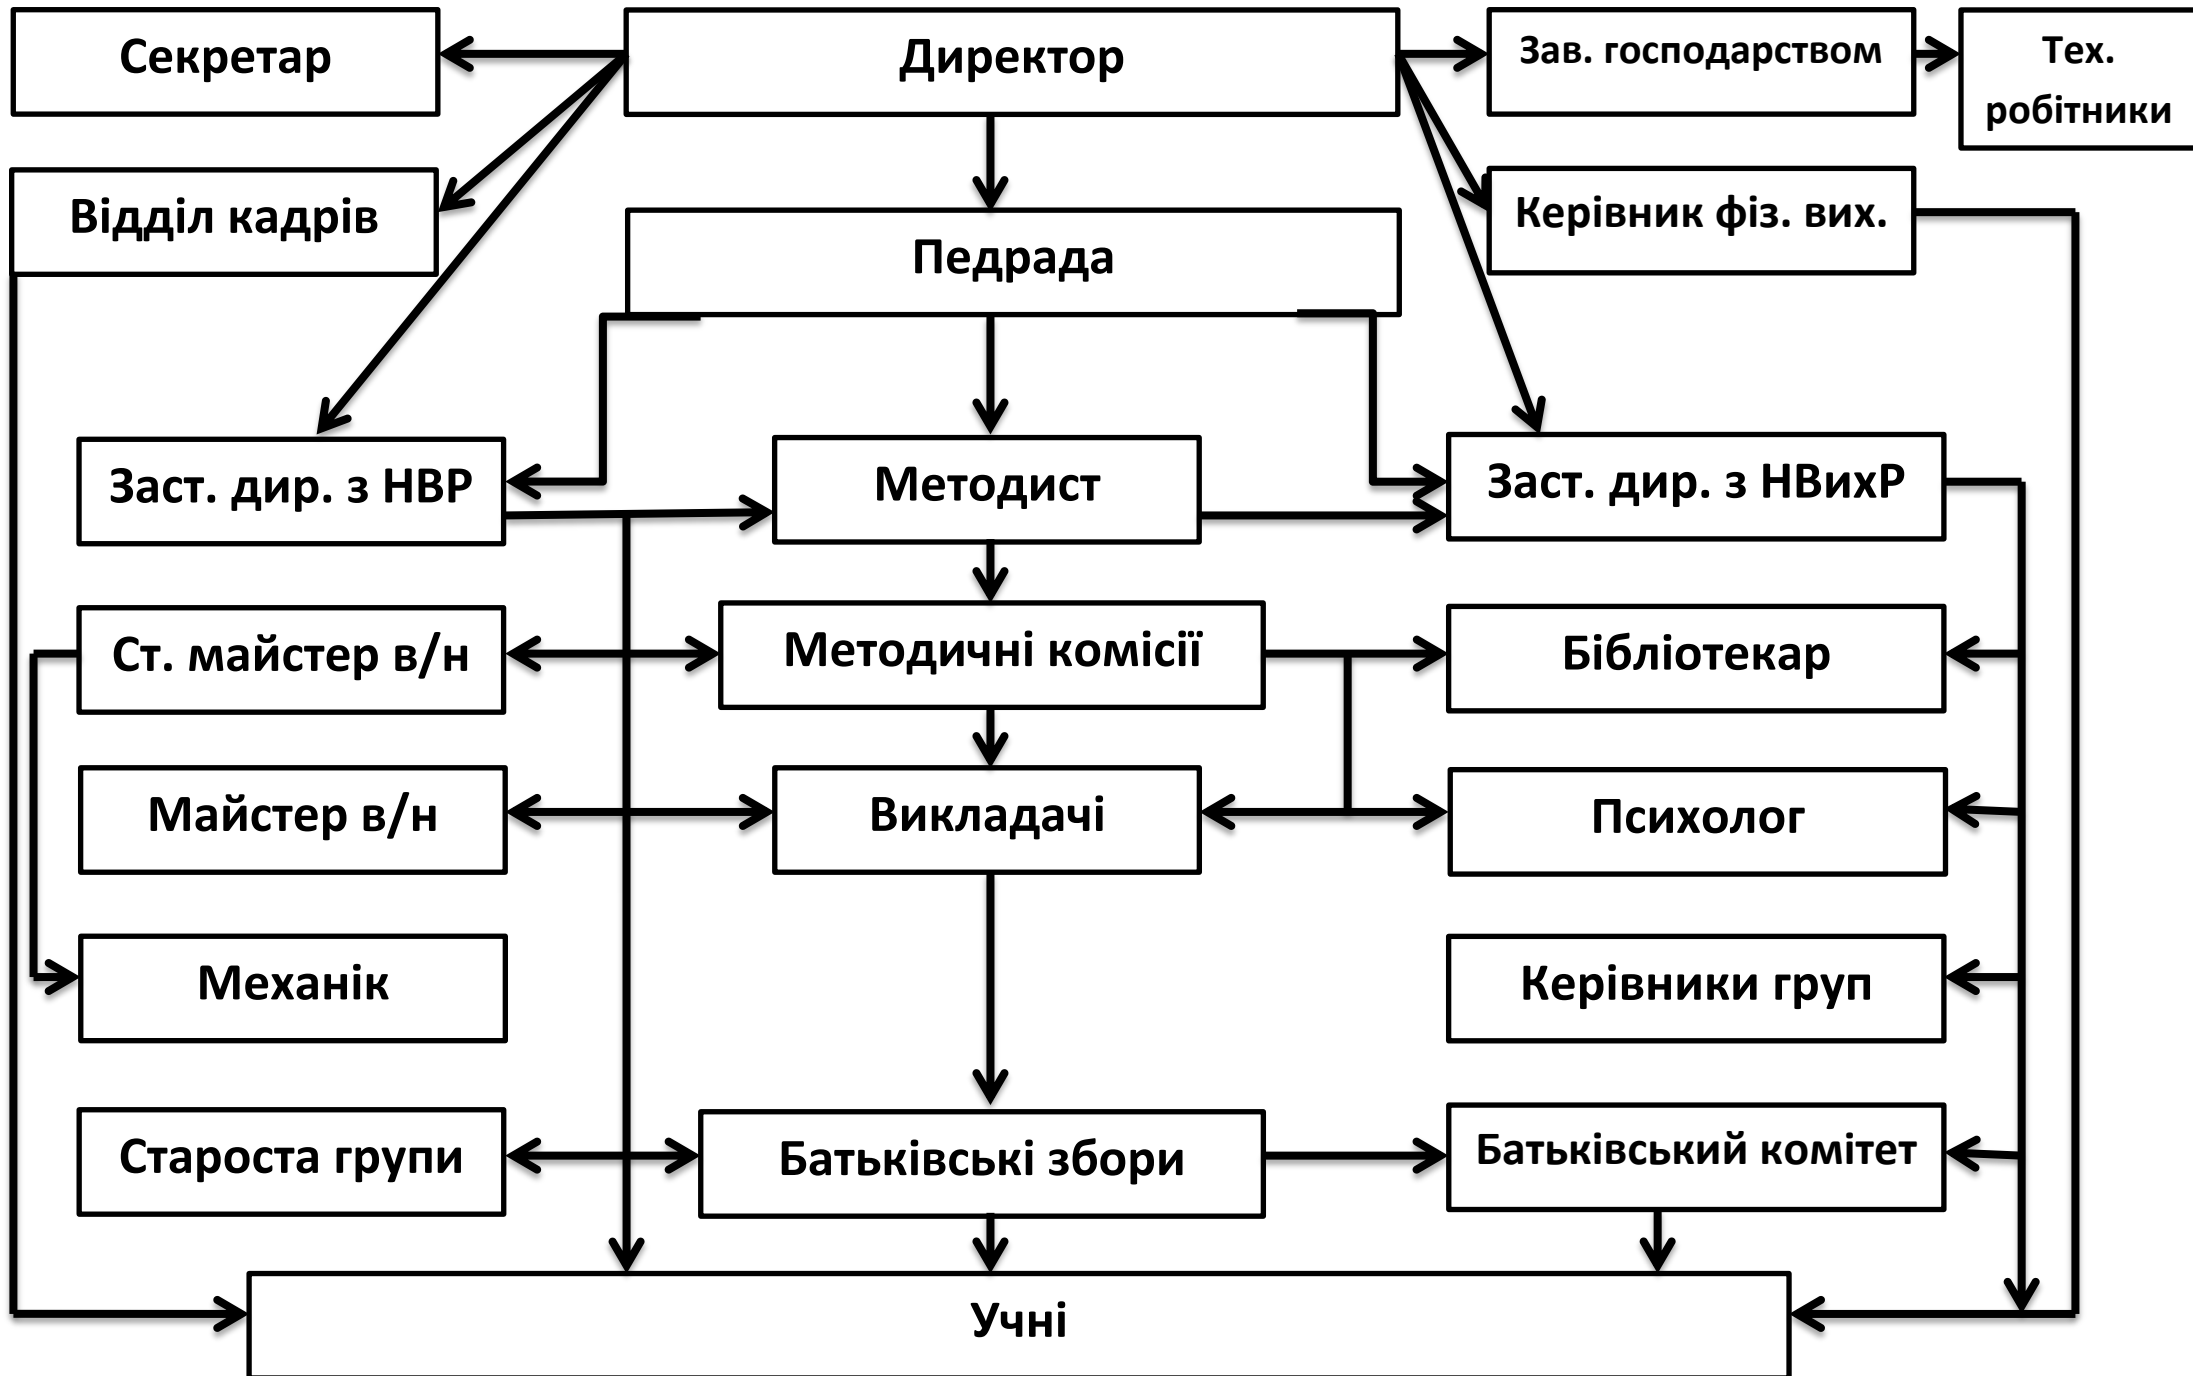 Секретар
Директор
Зав. господарством
Тех.
робітники
Відділ кадрів
Педрада
Керівник фіз. вих.
Заст. дир. з НВР
Методист
Заст. дир. з НВихР
Ст. майстер в/н
Методичні комісії
Бібліотекар
Майстер в/н
Викладачі
Психолог
Механік
Керівники груп
Староста групи
Батьківські збори
Батьківський комітет
Учні